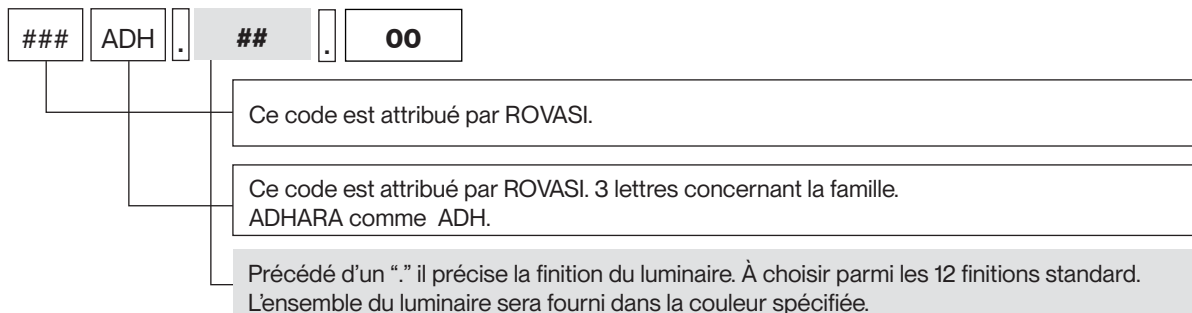 ### ADH . ## . 00
Ce code est attribué par ROVASI.
Ce code est attribué par ROVASI. 3 lettres concernant la famille.
ADHARA comme ADH.
Précédé d'un “.” il précise la finition du luminaire. À choisir parmi les 12 finitions standard.
L'ensemble du luminaire sera fourni dans la couleur spécifiée.